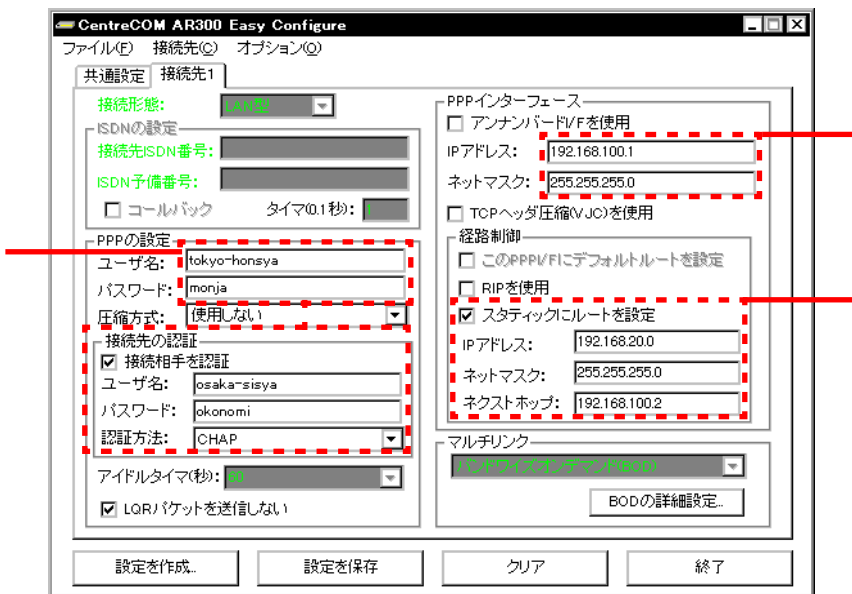 CentreCOM AR300 Easy Configure
ファイル(F) 接続先(C) オプション(O)
共通設定 接続先1
接続形態: LAN型
ISDNの設定
接続先ISDN番号:
ISDN予備番号:
コールバック タイマ(0.1秒): 1
PPPの設定
ユーザ名: tokyo-honsya
パスワード: monja
圧縮方式: 使用しない
接続先の認証
接続相手を認証
ユーザ名: osaka-sisya
パスワード: okonomi
認証方法: CHAP
アイドルタイマ(秒): 60
LQRパケットを送信しない
PPPインターフェース
アンナンバードI/Fを使用
IPアドレス: 192.168.100.1
ネットマスク: 255.255.255.0
TCPヘッダ圧縮(VJC)を使用
経路制御
このPPPI/Fにデフォルトルートを設定
RIPを使用
スタティックにルートを設定
IPアドレス: 192.168.20.0
ネットマスク: 255.255.255.0
ネクストホップ: 192.168.100.2
マルチリンク
バンドワイズオンデマンド(BOD)
BODの詳細設定...
設定を作成... 設定を保存 クリア 終了